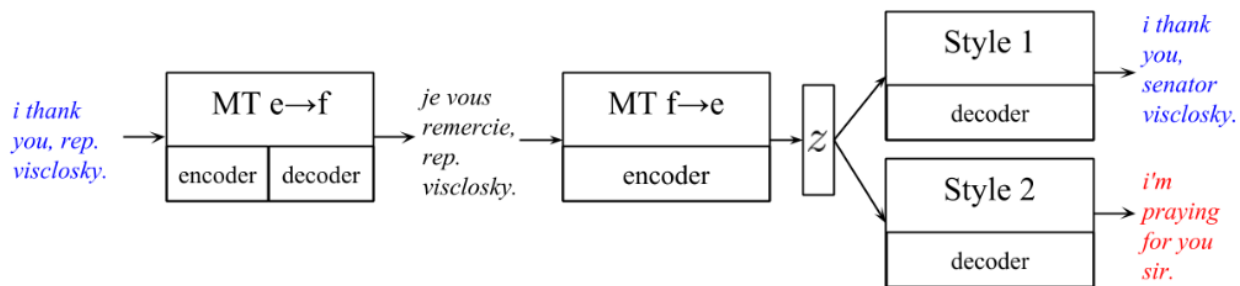 i thank
you, rep.
visclosky.
MT e→f
encoder
decoder
je vous
remercie,
rep.
visclosky.
MT f→e
encoder
z
Style 1
decoder
i thank
you,
senator
visclosky.
Style 2
decoder
i'm
praying
for you
sir.